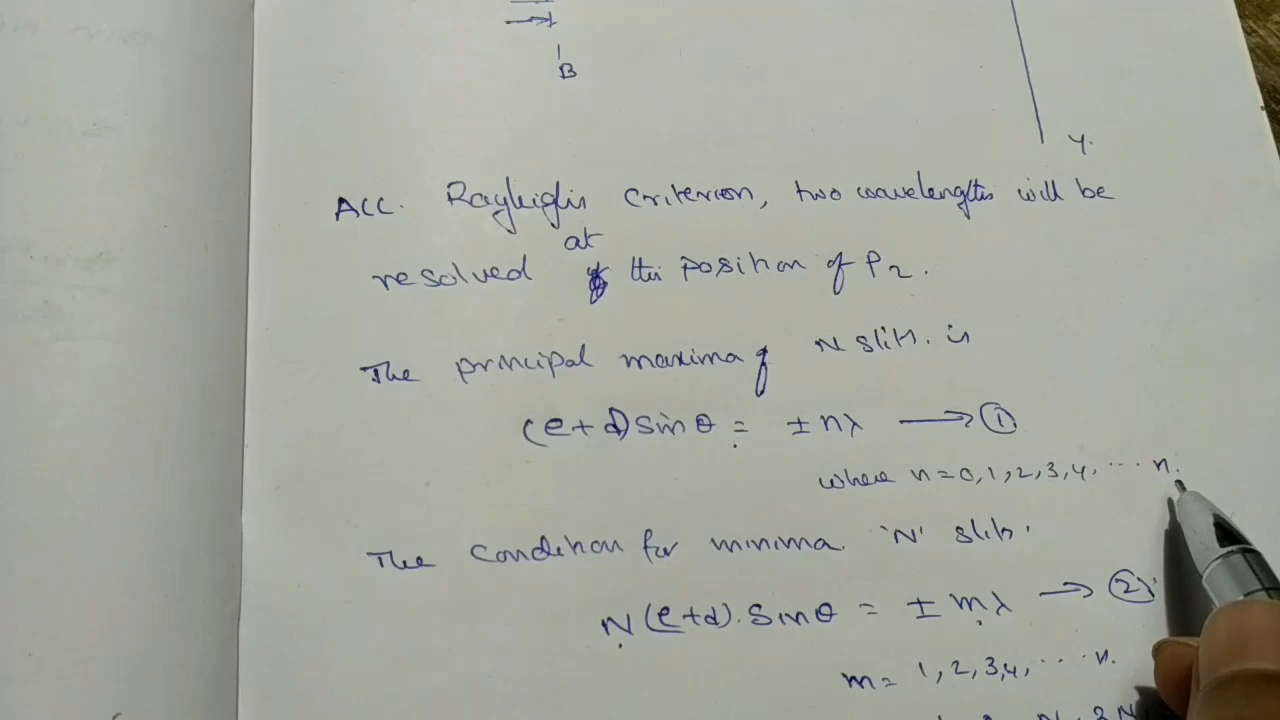 B
Y.
ACC. Rayleigh's criterion, two wavelengths will be
at
resolved the position of P2.
The principal maxima of N slits. is
(e+d)sinθ = ±nλ → ①
where n=0,1,2,3,4,... n.
The condition for minima 'N' slits.
N(e+d).sinθ = ±mλ → ②
m= 1,2,3,4,... n.